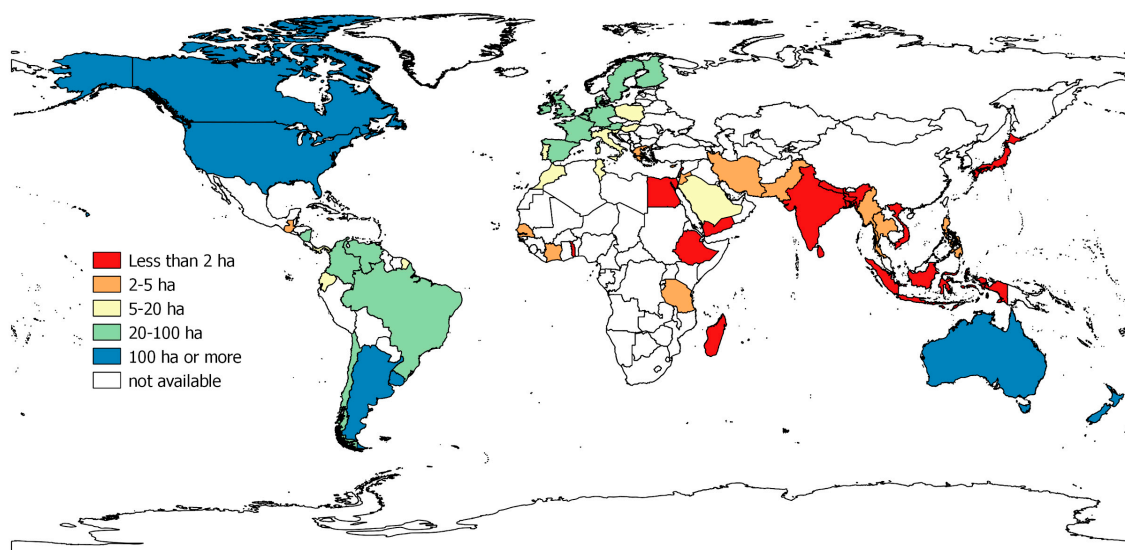 Less than 2 ha
2-5 ha
5-20 ha
20-100 ha
100 ha or more
not available